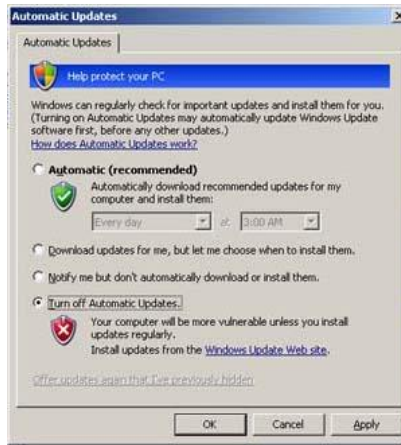 Automatic Updates
Automatic Updates
Help protect your PC
Windows can regularly check for important updates and install them for you.
(Turning on Automatic Updates may automatically update Windows Update
software first, before any other updates.)
How does Automatic Updates work?
Automatic (recommended)
Automatically download recommended updates for my
computer and install them:
Every day at 3:00 AM
Download updates for me, but let me choose when to install them.
Notify me but don't automatically download or install them.
Turn off Automatic Updates.
Your computer will be more vulnerable unless you install
updates regularly.
Install updates from the Windows Update Web site.
Offer updates again that I've previously hidden
OK Cancel Apply